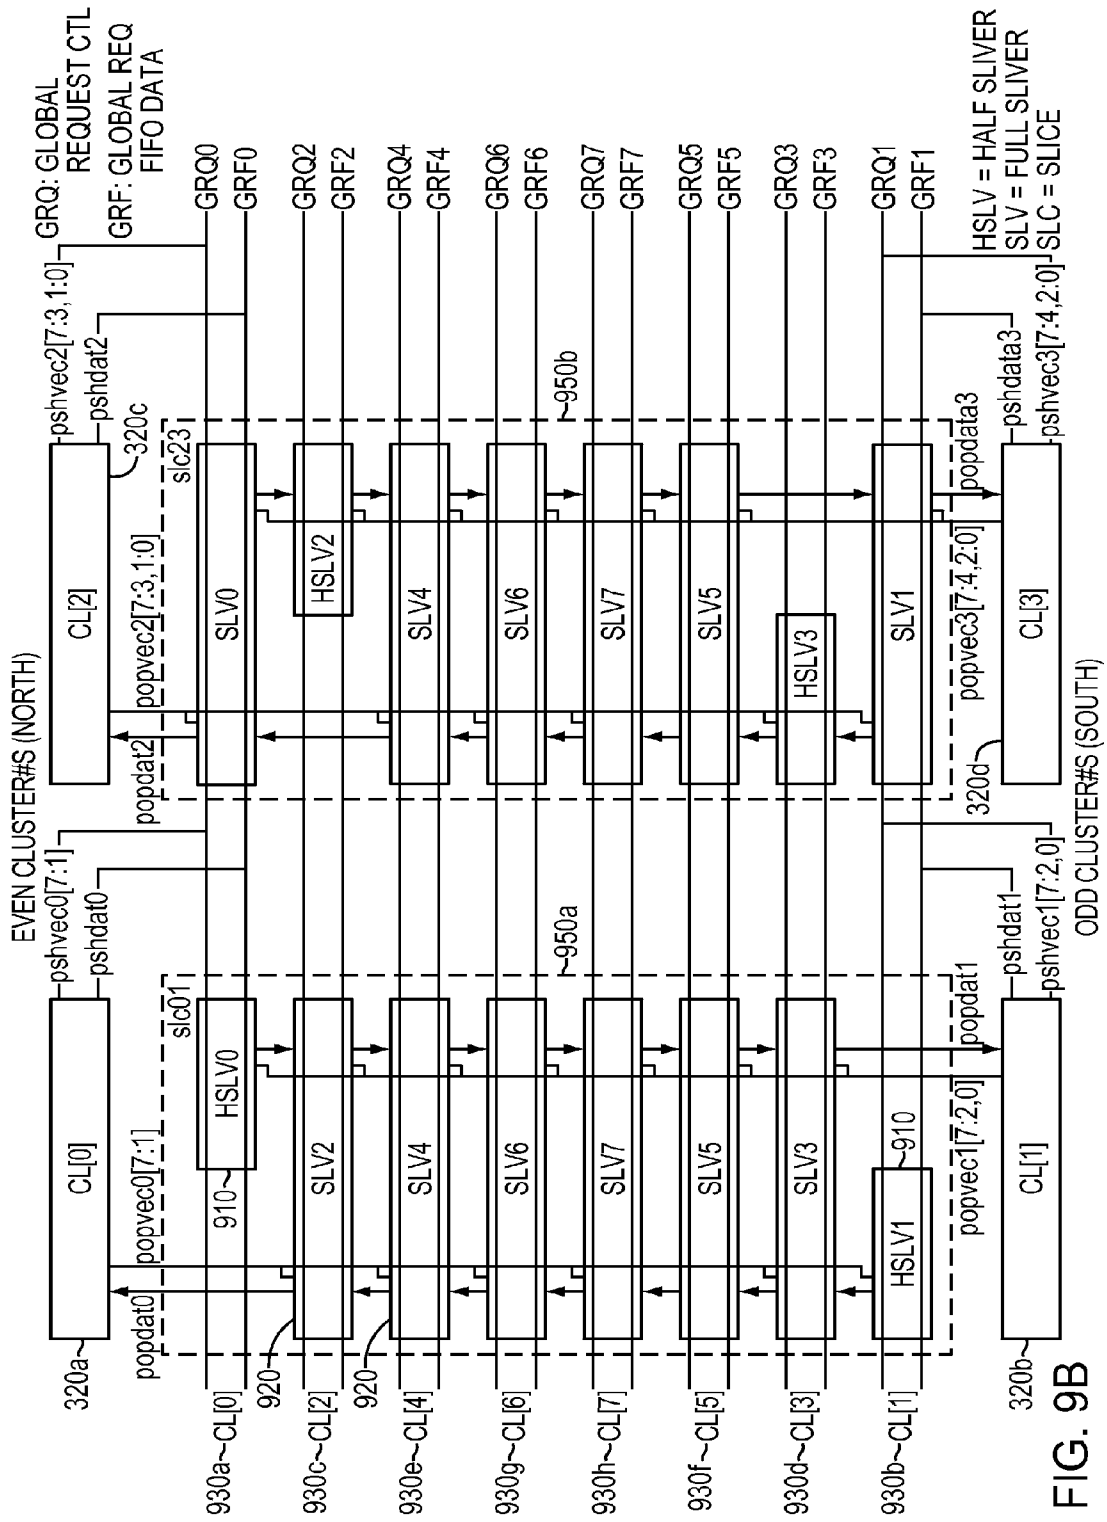 EVEN CLUSTER#S (NORTH)
GRQ: GLOBAL
REQUEST CTL
GRF: GLOBAL REQ
FIFO DATA
320a
CL[0]
pshvec0[7:1]
pshdat0
CL[2]
320c
pshvec2[7:3,1:0]
pshdat2
popdat0
popvec0[7:1]
popdat2
popvec2[7:3,1:0]
slc01
slc23
930a~CL[0]
910
HSLV0
SLV0
GRQ0
GRF0
920
930c~CL[2]
SLV2
HSLV2
GRQ2
GRF2
920
930e~CL[4]
SLV4
SLV4
GRQ4
GRF4
930g~CL[6]
SLV6
950a
SLV6
950b
GRQ6
GRF6
930h~CL[7]
SLV7
SLV7
GRQ7
GRF7
930f~CL[5]
SLV5
SLV5
GRQ5
GRF5
930d~CL[3]
SLV3
HSLV3
GRQ3
GRF3
930b~CL[1]
HSLV1
910
SLV1
GRQ1
GRF1
popvec1[7:2,0]
popdat1
popvec3[7:4,2:0]
popdata3
320b
CL[1]
pshdat1
pshvec1[7:2,0]
320d
CL[3]
pshdata3
pshvec3[7:4,2:0]
HSLV = HALF SLIVER
SLV = FULL SLIVER
SLC = SLICE
ODD CLUSTER#S (SOUTH)
FIG. 9B